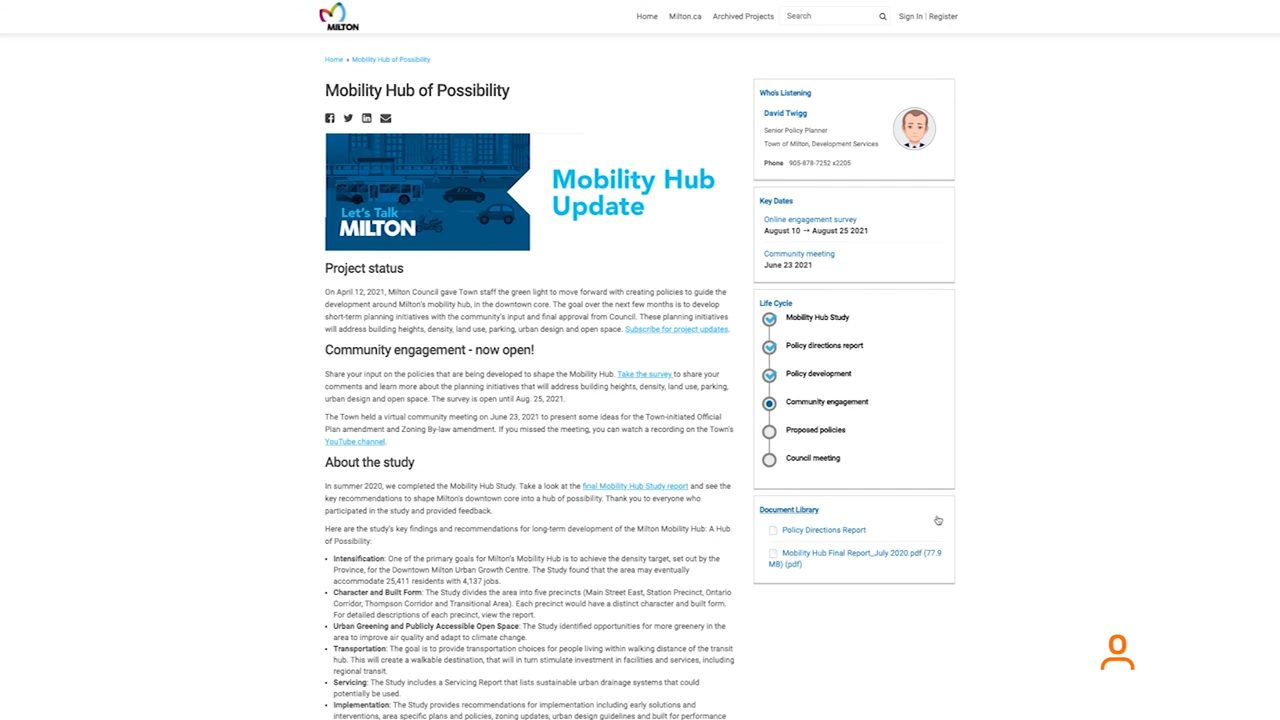 MILTON
Home
Milton.ca
Archived Projects
Search
Sign In | Register
Home » Mobility Hub of Possibility
Mobility Hub of Possibility
Let's Talk
MILTON
Mobility Hub
Update
Project status
On April 12, 2021, Milton Council gave Town staff the green light to move forward with creating policies to guide the
development around Milton's mobility hub, in the downtown core. The goal over the next few months is to develop
short-term planning initiatives with the community's input and final approval from Council. These planning initiatives
will address building heights, density, land use, parking, urban design and open space. Subscribe for project updates.
Community engagement - now open!
Share your input on the policies that are being developed to shape the Mobility Hub. Take the survey to share your
comments and learn more about the planning initiatives that will address building heights, density, land use, parking,
urban design and open space. The survey is open until Aug. 25, 2021.
The Town held a virtual community meeting on June 23, 2021 to present some ideas for the Town-initiated Official
Plan amendment and Zoning By-law amendment. If you missed the meeting, you can watch a recording on the Town's
YouTube channel.
About the study
In summer 2020, we completed the Mobility Hub Study. Take a look at the final Mobility Hub Study report and see the
key recommendations to shape Milton's downtown core into a hub of possibility. Thank you to everyone who
participated in the study and provided feedback.
Here are the study's key findings and recommendations for long-term development of the Milton Mobility Hub: A Hub
of Possibility:
• Intensification: One of the primary goals for Milton's Mobility Hub is to achieve the density target, set out by the
Province, for the Downtown Milton Urban Growth Centre. The Study found that the area may eventually
accommodate 25,411 residents with 4,137 jobs.
• Character and Built Form: The Study divides the area into five precincts (Main Street East, Station Precinct, Ontario
Corridor, Thompson Corridor and Transitional Area). Each precinct would have a distinct character and built form.
For detailed descriptions of each precinct, view the report.
• Urban Greening and Publicly Accessible Open Space: The Study identified opportunities for more greenery in the
area to improve air quality and adapt to climate change.
• Transportation: The goal is to provide transportation choices for people living within walking distance of the transit
hub. This will create a walkable destination, that will in turn stimulate investment in facilities and services, including
regional transit.
• Servicing: The Study includes a Servicing Report that lists sustainable urban drainage systems that could
potentially be used.
• Implementation: The Study provides recommendations for implementation including early solutions and
interventions, area specific plans and policies, zoning updates, urban design guidelines and built for performance
Who's Listening
David Twigg
Senior Policy Planner
Town of Milton, Development Services
Phone 905-878-7252 x2205
Key Dates
Online engagement survey
August 10 → August 25 2021
Community meeting
June 23 2021
Life Cycle
Mobility Hub Study
Policy directions report
Policy development
Community engagement
Proposed policies
Council meeting
Document Library
Policy Directions Report
Mobility Hub Final Report_July 2020.pdf (77.9
MB) (pdf)